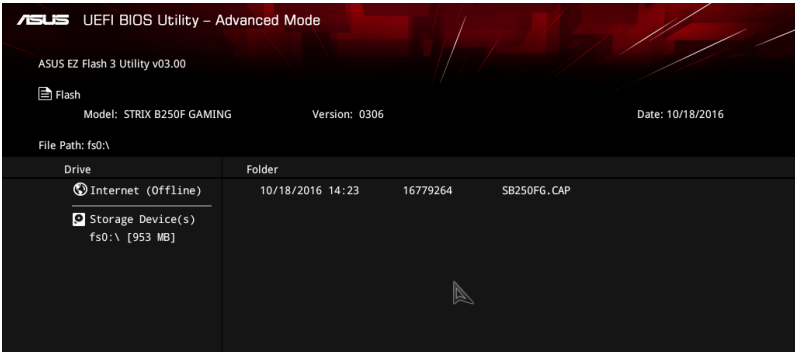 ASUS UEFI BIOS Utility – Advanced Mode
ASUS EZ Flash 3 Utility v03.00
Flash
Model: STRIX B250F GAMING Version: 0306 Date: 10/18/2016
File Path: fs0:\
Drive Folder
Internet (Offline) 10/18/2016 14:23 16779264 SB250FG.CAP
Storage Device(s)
fs0:\ [953 MB]